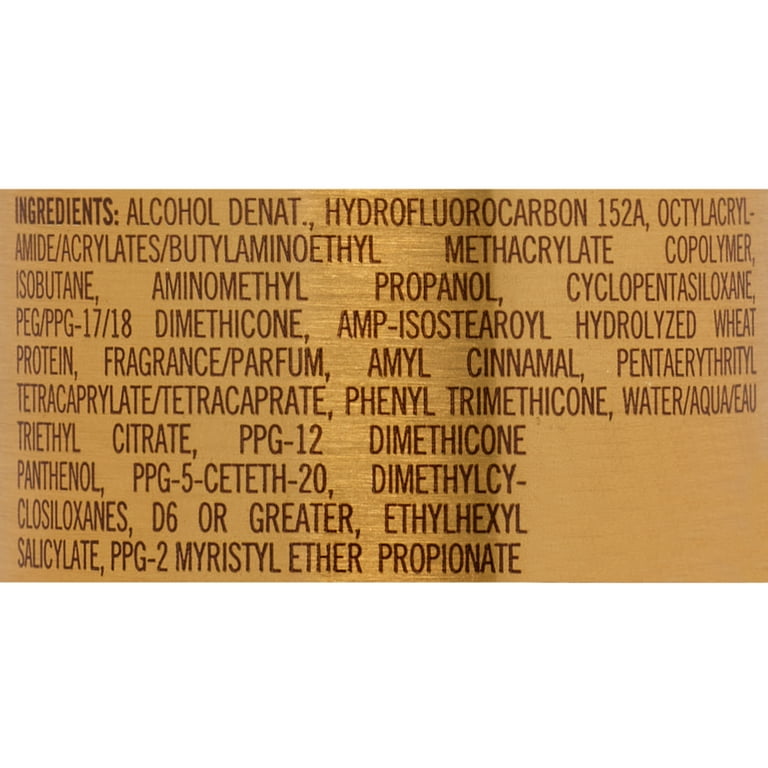 INGREDIENTS: ALCOHOL DENAT., HYDROFLUOROCARBON 152A, OCTYLACRYL-
AMIDE/ACRYLATES/BUTYLAMINOETHYL METHACRYLATE COPOLYMER,
ISOBUTANE, AMINOMETHYL PROPANOL, CYCLOPENTASILOXANE,
PEG/PPG-17/18 DIMETHICONE, AMP-ISOSTEAROYL HYDROLYZED WHEAT
PROTEIN, FRAGRANCE/PARFUM, AMYL CINNAMAL, PENTAERYTHRITYL
TETRACAPRYLATE/TETRACAPRATE, PHENYL TRIMETHICONE, WATER/AQUA/EAU
TRIETHYL CITRATE, PPG-12 DIMETHICONE
PANTHENOL, PPG-5-CETETH-20, DIMETHYLCY-
CLOSILOXANES, D6 OR GREATER, ETHYLHEXYL
SALICYLATE, PPG-2 MYRISTYL ETHER PROPIONATE